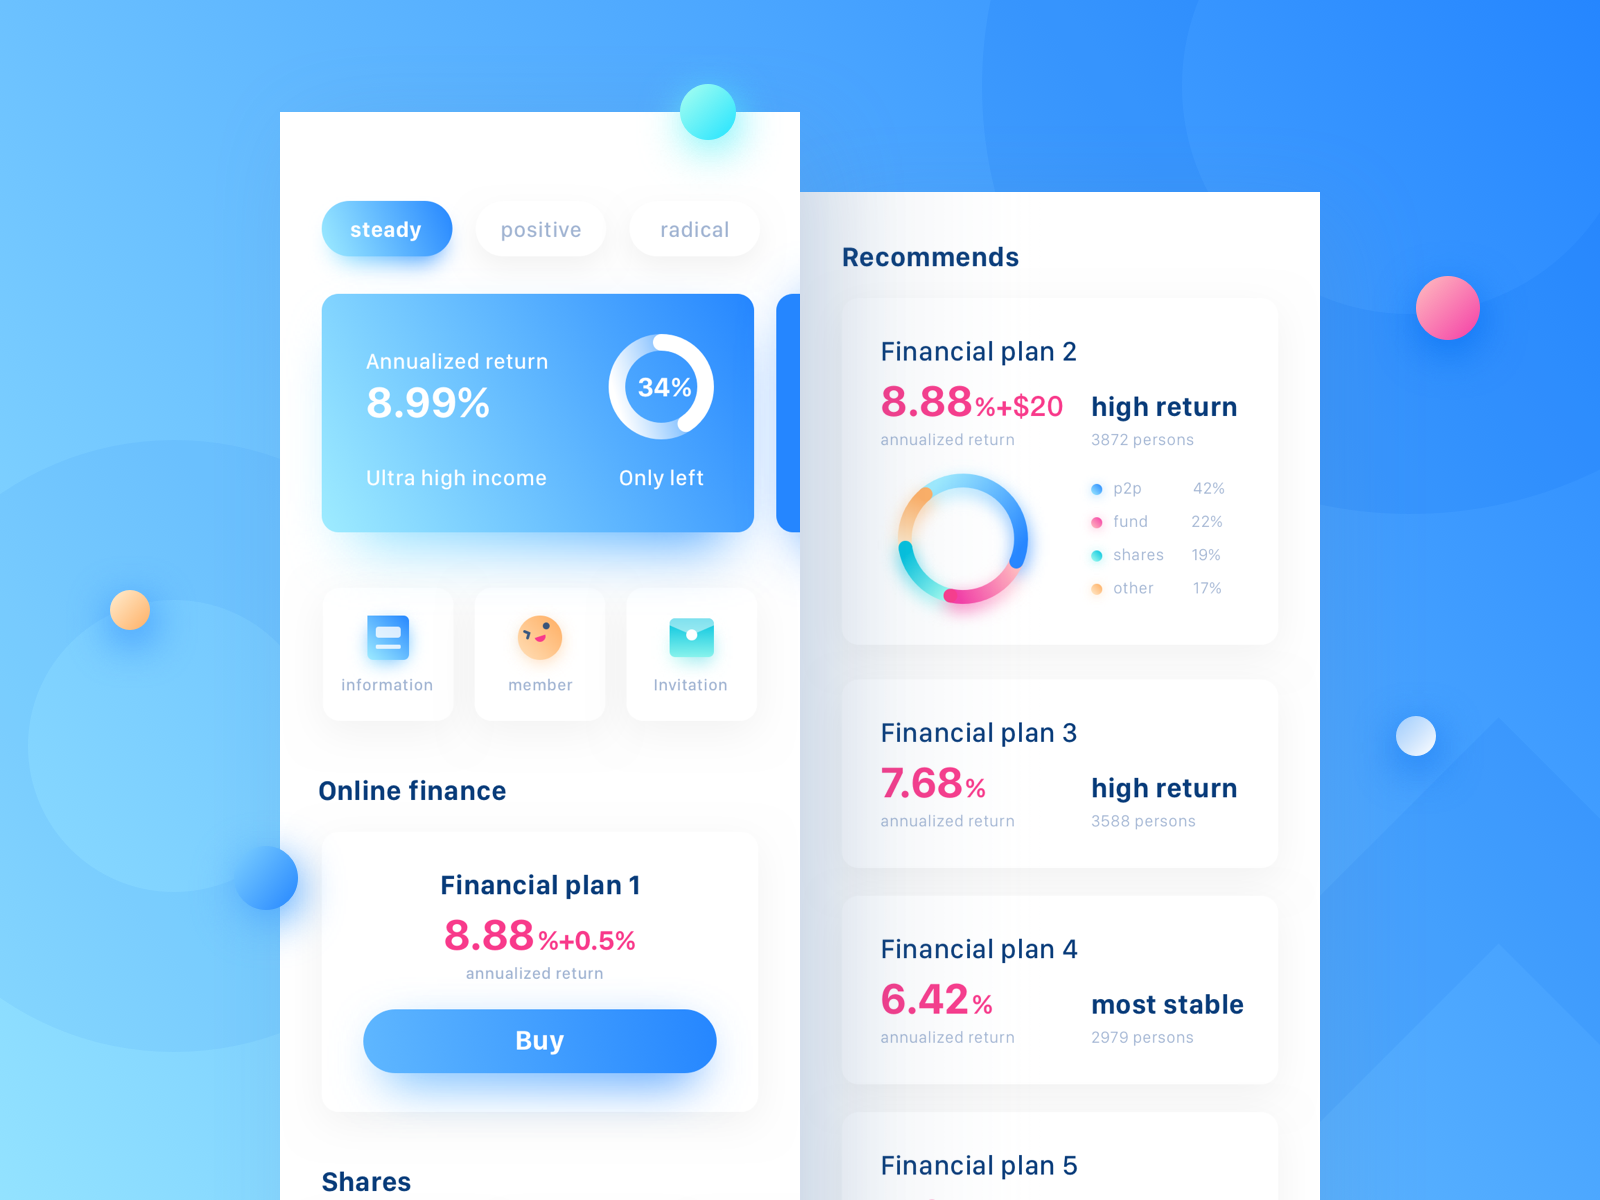 steady
positive
radical
Annualized return
8.99%
34%
Ultra high income
Only left
information
member
Invitation
Online finance
Financial plan 1
8.88%+0.5%
annualized return
Buy
Shares
Recommends
Financial plan 2
8.88%+$20
high return
annualized return
3872 persons
p2p 42%
fund 22%
shares 19%
other 17%
Financial plan 3
7.68%
high return
annualized return
3588 persons
Financial plan 4
6.42%
most stable
annualized return
2979 persons
Financial plan 5